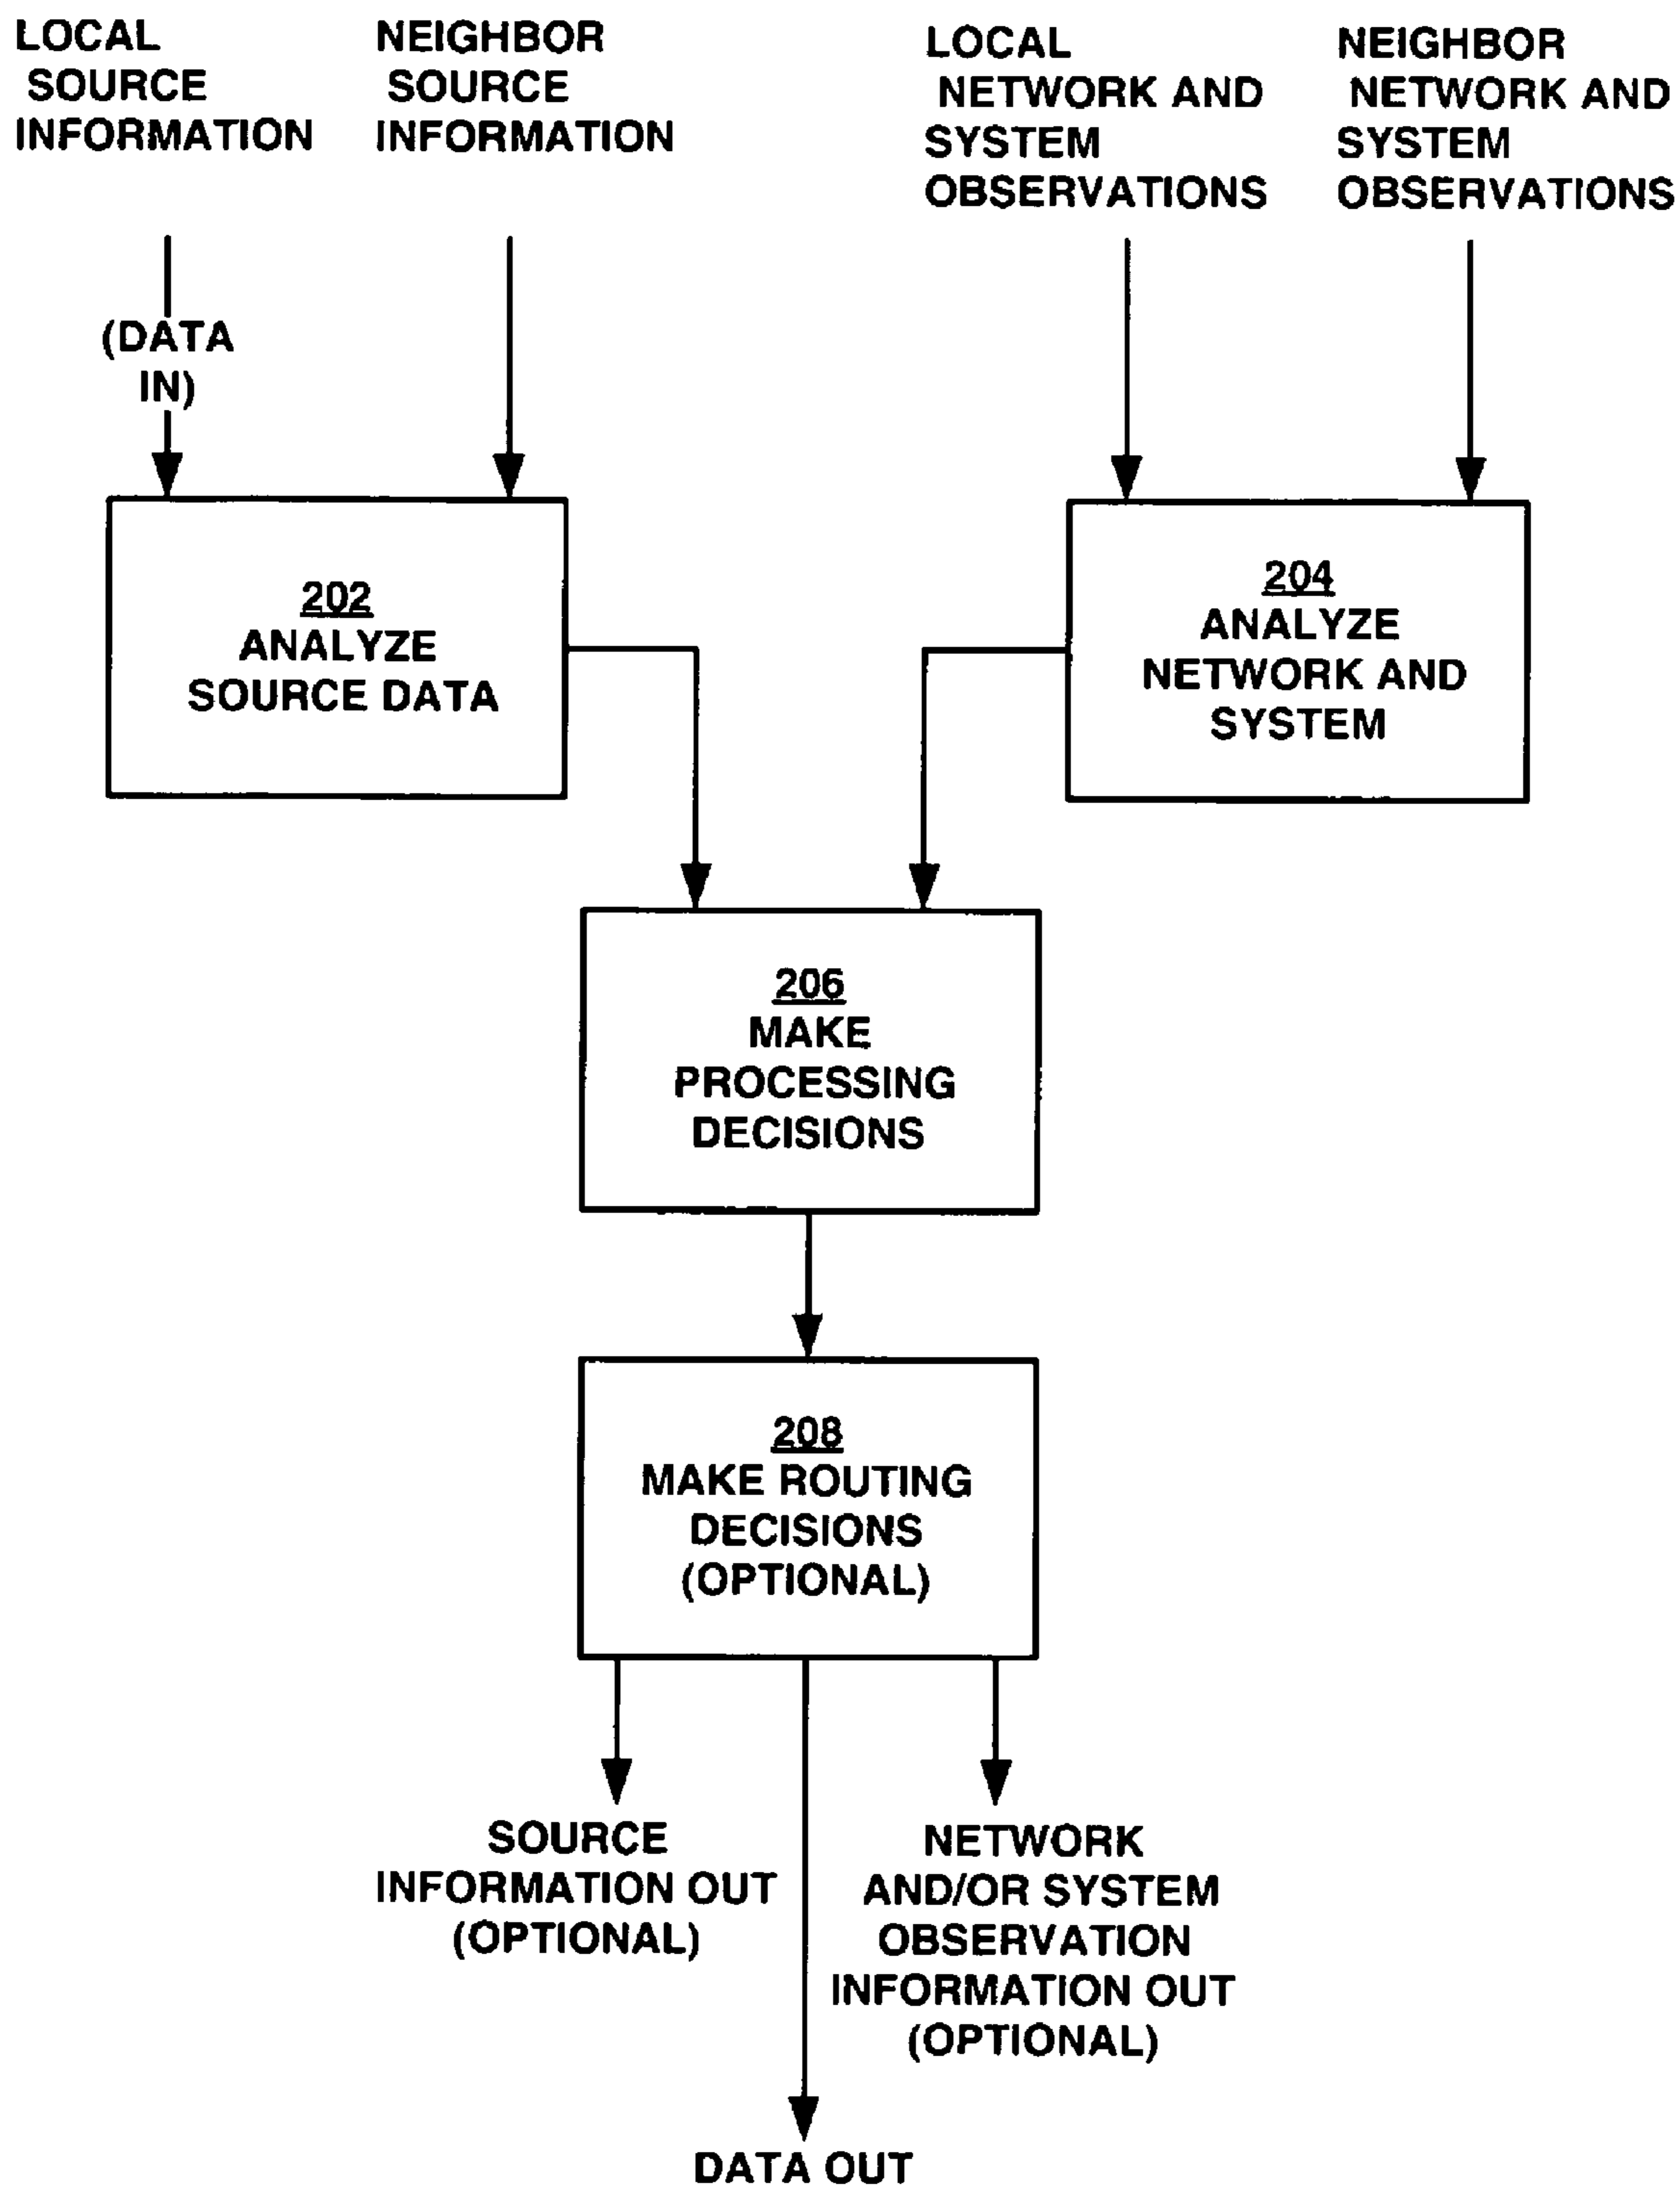 LOCAL
SOURCE
INFORMATION
NEIGHBOR
SOURCE
INFORMATION
LOCAL
NETWORK AND
SYSTEM
OBSERVATIONS
NEIGHBOR
NETWORK AND
SYSTEM
OBSERVATIONS
(DATA
IN)
202
ANALYZE
SOURCE DATA
204
ANALYZE
NETWORK AND
SYSTEM
206
MAKE
PROCESSING
DECISIONS
208
MAKE ROUTING
DECISIONS
(OPTIONAL)
SOURCE
INFORMATION OUT
(OPTIONAL)
NETWORK
AND/OR SYSTEM
OBSERVATION
INFORMATION OUT
(OPTIONAL)
DATA OUT